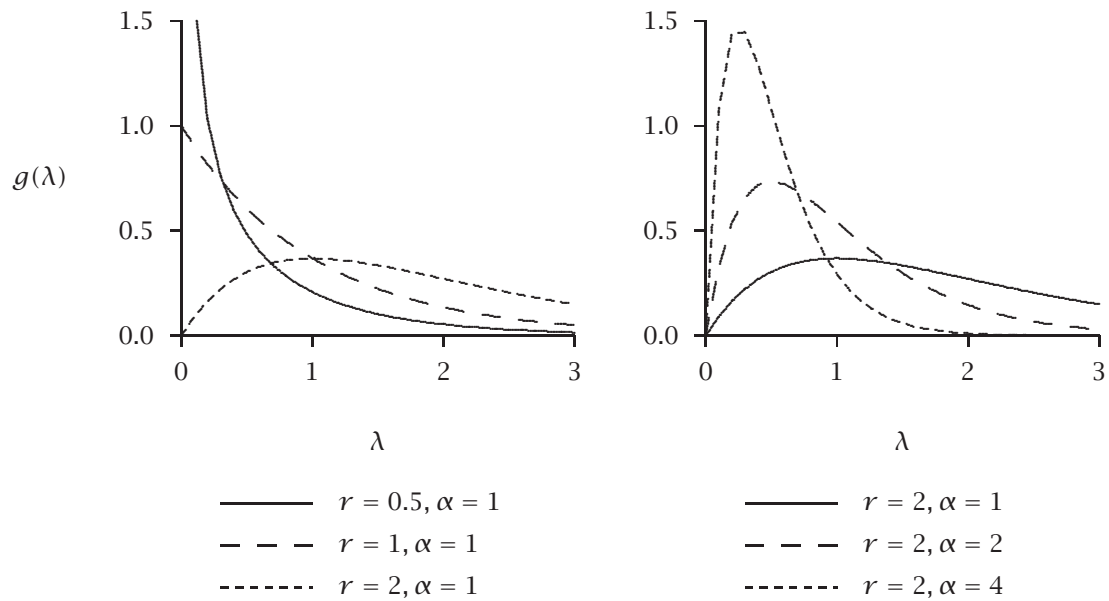 g(λ)
1.5
1.0
0.5
0.0
0 1 2 3
λ
r = 0.5, α = 1
r = 1, α = 1
r = 2, α = 1
1.5
1.0
0.5
0.0
0 1 2 3
λ
r = 2, α = 1
r = 2, α = 2
r = 2, α = 4